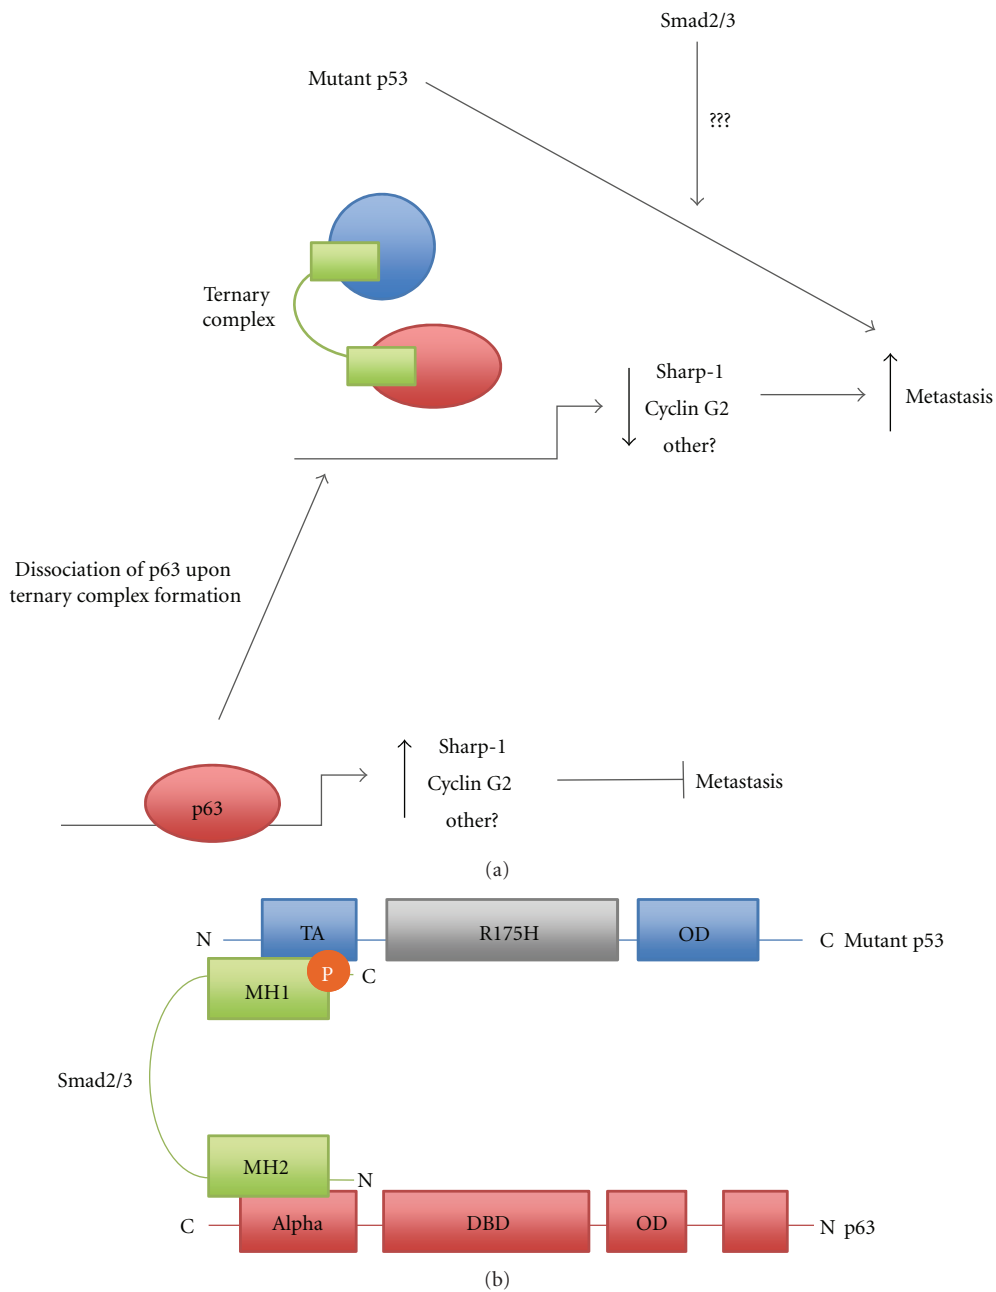 Smad2/3
Mutant p53
???
Ternary
complex
Sharp-1
Cyclin G2
other?
Metastasis
Dissociation of p63 upon
ternary complex formation
p63
Sharp-1
Cyclin G2
other?
Metastasis
(a)
N TA R175H OD C Mutant p53
P
MH1 C
Smad2/3
MH2
N
C Alpha DBD OD N p63
(b)